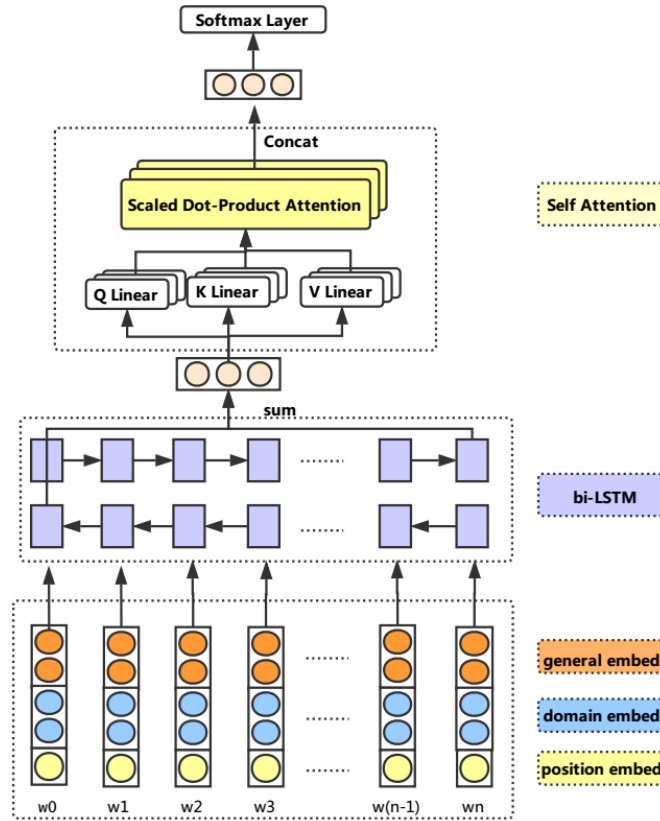 Softmax Layer
Concat
Scaled Dot-Product Attention
Self Attention
Q Linear
K Linear
V Linear
sum
bi-LSTM
general embed
domain embed
position embed
w0
w1
w2
w3
w(n-1)
wn